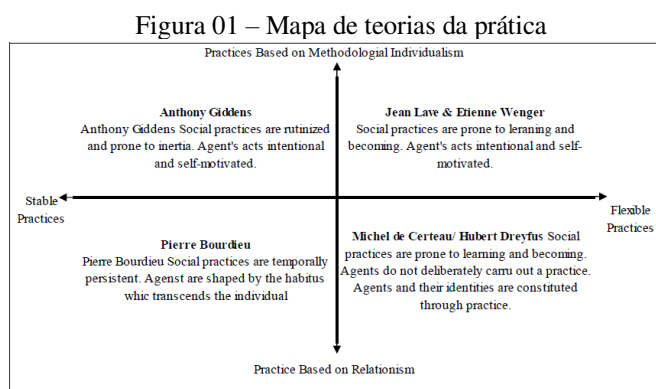 Figura 01 – Mapa de teorias da prática
Practices Based on Methodologial Individualism
Anthony Giddens
Anthony Giddens Social practices are rutinized
and prone to inertia. Agent's acts intentional
and self-motivated.
Jean Lave & Etienne Wenger
Social practices are prone to leraning and
becoming. Agent's acts intentional and self-
motivated.
Stable
Practices
Flexible
Practices
Pierre Bourdieu
Pierre Bourdieu Social practices are temporally
persistent. Agenst are shaped by the habitus
whic transcends the individual
Michel de Certeau/ Hubert Dreyfus Social
practices are prone to learning and becoming.
Agents do not deliberately carru out a practice.
Agents and their identities are constituted
through practice.
Practice Based on Relationism